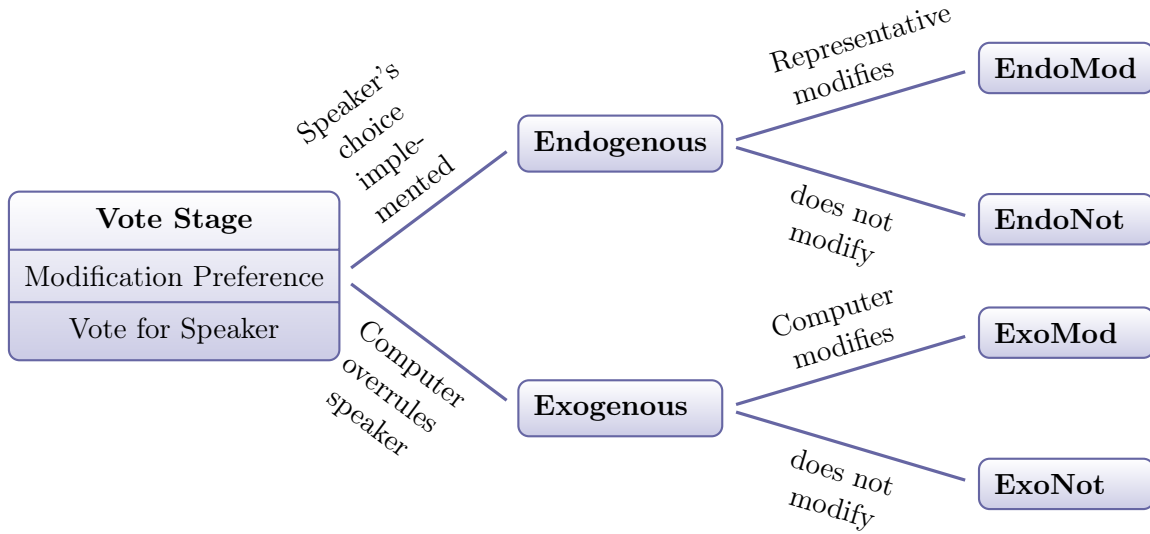 Vote Stage
Modification Preference
Vote for Speaker
Speaker's
choice
imple-
mented
Computer
overrules
speaker
Endogenous
Exogenous
Representative
modifies
does not
modify
Computer
modifies
does not
modify
EndoMod
EndoNot
ExoMod
ExoNot